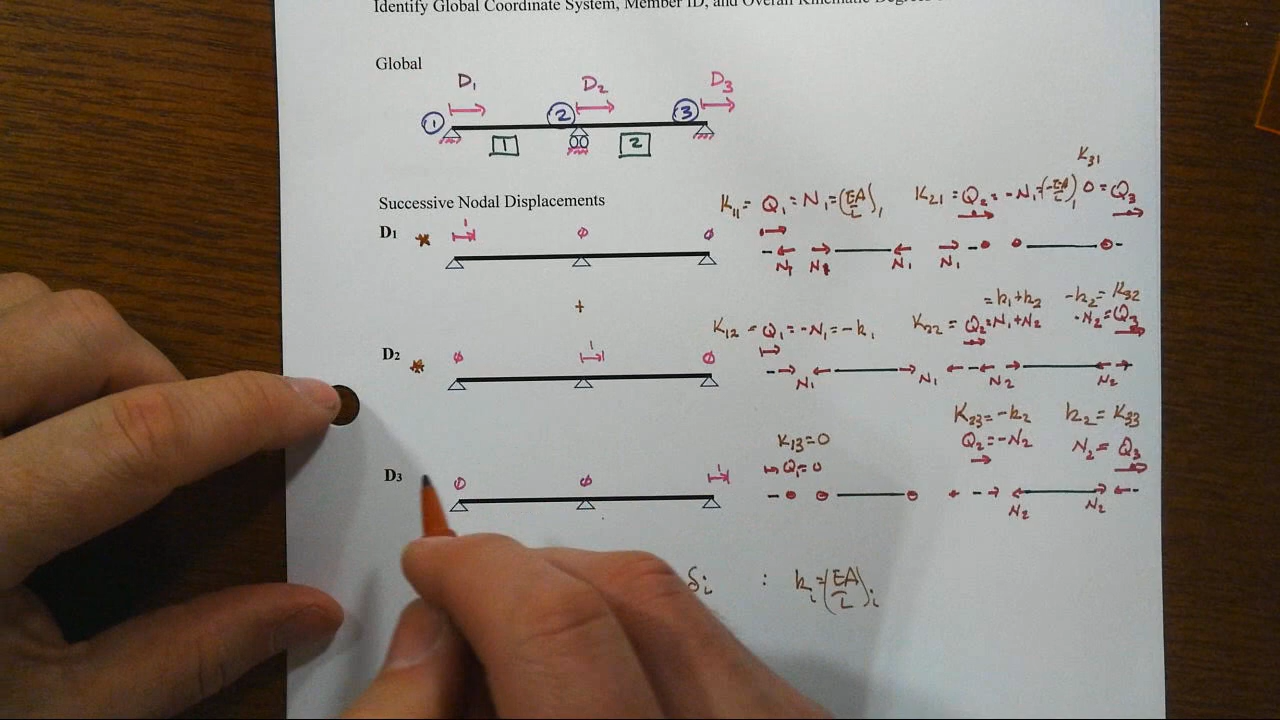 Identify Global Coordinate System, Member ID, and Overall Kinematic Degrees
Global
D1 D2 D3
1 2 3
1 2
K31
Successive Nodal Displacements
K11 = Q1 = N1 = (EA/L)1 K21 = Q2 = -N1 = (-EA/L)1 0 = Q3
D1 * 1 ϕ ϕ
N1 N1 N1 N1
+
= k1+k2 -k2 = K32
K12 = Q1 = -N1 = -k1 K22 = Q2 = N1+N2 -N2 = Q3
D2 * ϕ 1 ϕ
N1 N1 N2 N2
K23 = -k2 k2 = K33
K13 = 0 Q2 = -N2 N2 = Q3
Q1 = 0
D3 ϕ ϕ 1
N2 N2
δi : ki = (EA/L)i